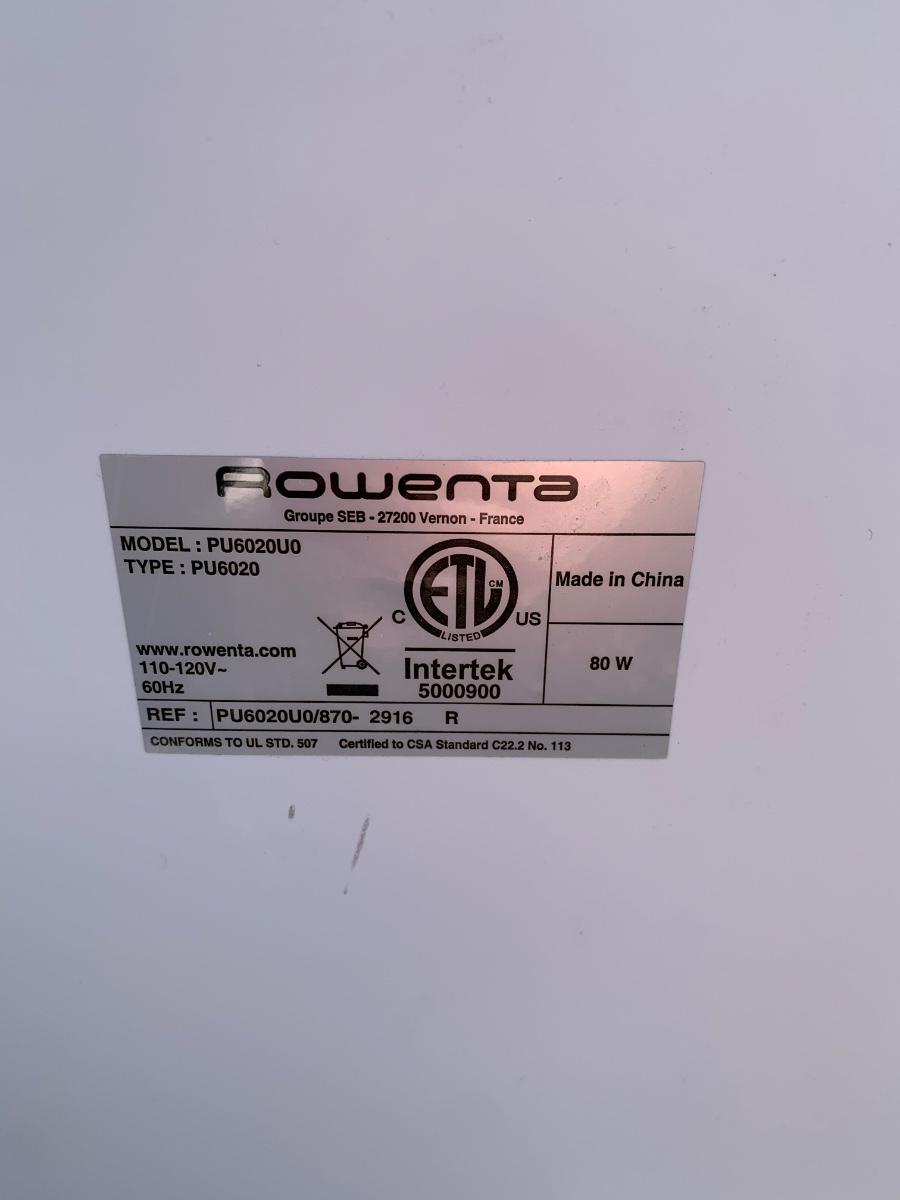 Rowenta
Groupe SEB - 27200 Vernon - France
MODEL : PU6020U0
TYPE : PU6020
www.rowenta.com
110-120V~
60Hz
C ETL CM US
LISTED
Intertek
5000900
Made in China
80 W
REF : PU6020U0/870- 2916 R
CONFORMS TO UL STD. 507 Certified to CSA Standard C22.2 No. 113